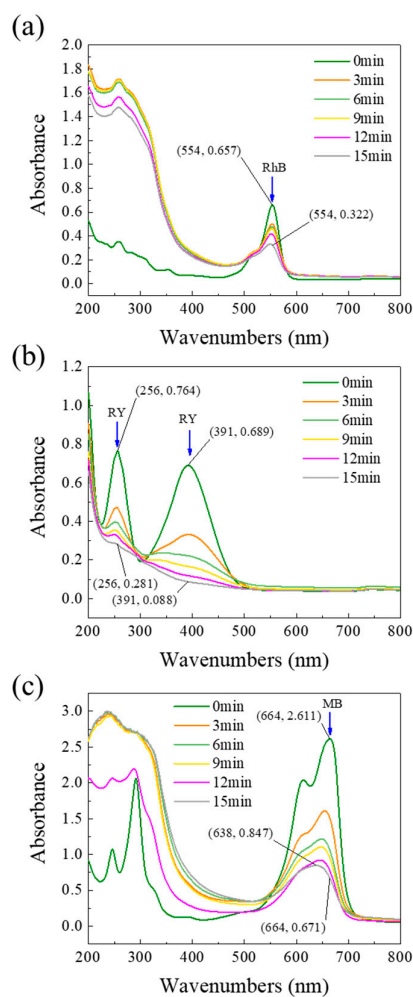 (a)
2.0
1.8
1.6
1.4
1.2
1.0
0.8
0.6
0.4
0.2
0.0
Absorbance
0min
3min
6min
9min
12min
15min
(554, 0.657)
RhB
(554, 0.322)
200 300 400 500 600 700 800
Wavenumbers (nm)
(b)
1.2
1.0
0.8
0.6
0.4
0.2
0.0
Absorbance
(256, 0.764)
RY
RY
(391, 0.689)
0min
3min
6min
9min
12min
15min
(256, 0.281)
(391, 0.088)
200 300 400 500 600 700 800
Wavenumbers (nm)
(c)
3.0
2.5
2.0
1.5
1.0
0.5
0.0
Absorbance
0min
3min
6min
9min
12min
15min
MB
(664, 2.611)
(638, 0.847)
(664, 0.671)
200 300 400 500 600 700 800
Wavenumbers (nm)